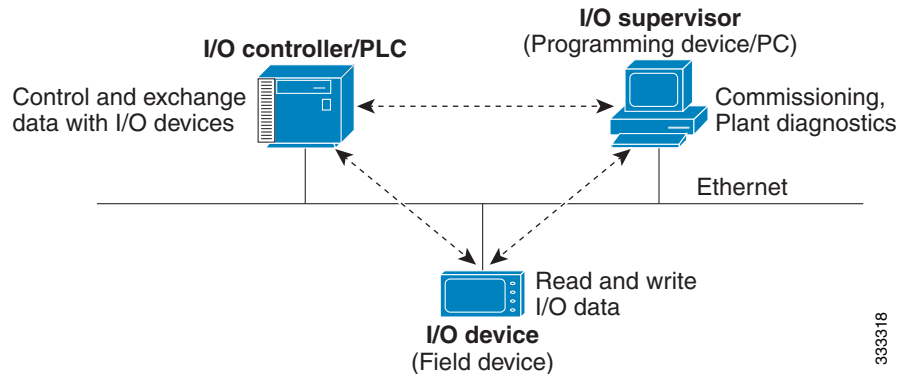 I/O supervisor
(Programming device/PC)
I/O controller/PLC
Control and exchange
data with I/O devices
Commissioning,
Plant diagnostics
Ethernet
Read and write
I/O data
I/O device
(Field device)
333318